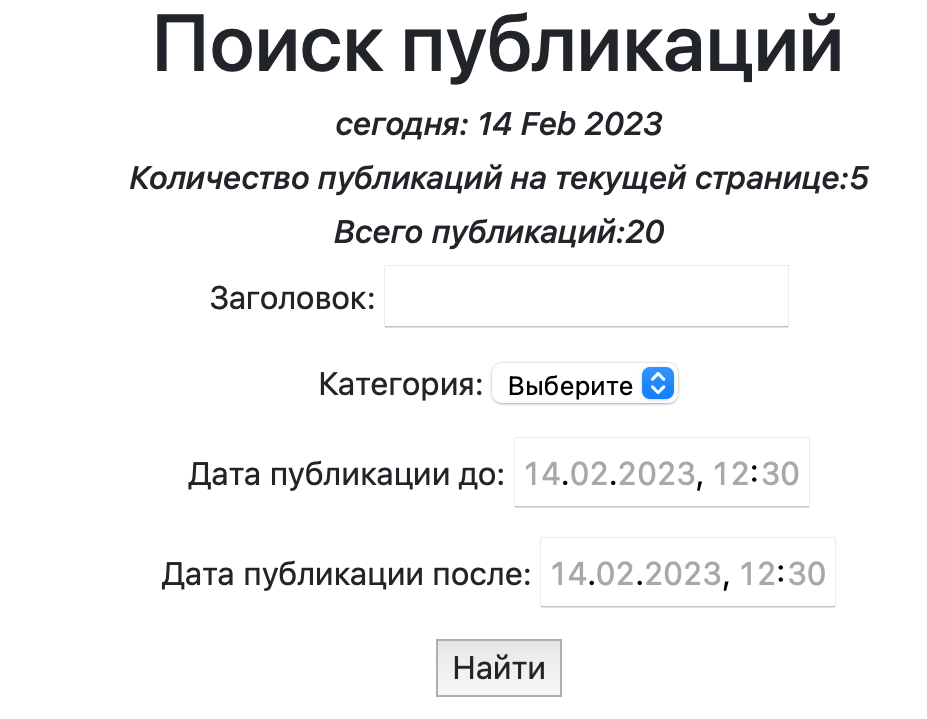 Поиск публикаций
сегодня: 14 Feb 2023
Количество публикаций на текущей странице:5
Всего публикаций:20
Заголовок:
Категория: Выберите
Дата публикации до: 14.02.2023, 12:30
Дата публикации после: 14.02.2023, 12:30
Найти